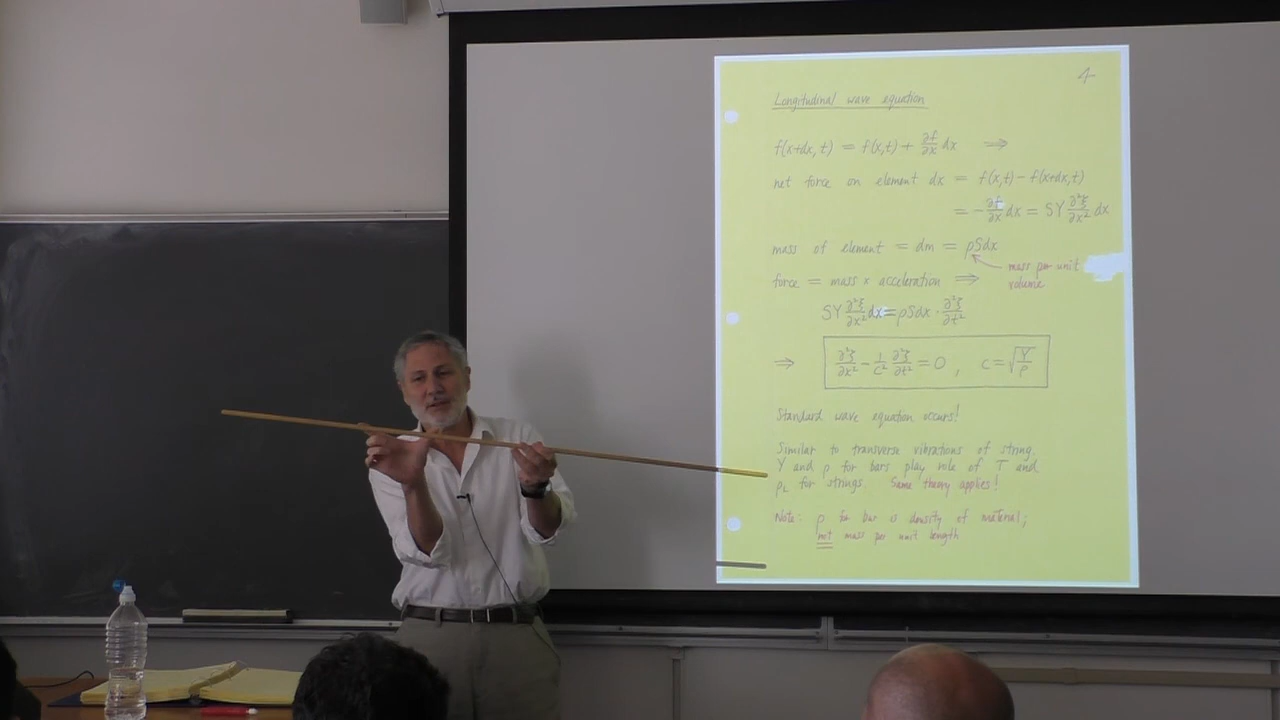 4
Longitudinal wave equation
f(x+dx, t) = f(x,t) + ∂f/∂x dx ⇒
net force on element dx = f(x,t) - f(x+dx,t)
= -∂f/∂x dx = SY ∂²ξ/∂x² dx
mass of element = dm = ρSdx
mass per unit
volume
force = mass × acceleration ⇒
SY ∂²ξ/∂x² dx = ρSdx · ∂²ξ/∂t²
⇒ ∂²ξ/∂x² - 1/c² ∂²ξ/∂t² = 0 , c = √(Y/ρ)
Standard wave equation occurs!
Similar to transverse vibrations of string.
Y and ρ for bars play role of T and
ρL for strings. Same theory applies!
Note: ρ for bar is density of material;
not mass per unit length